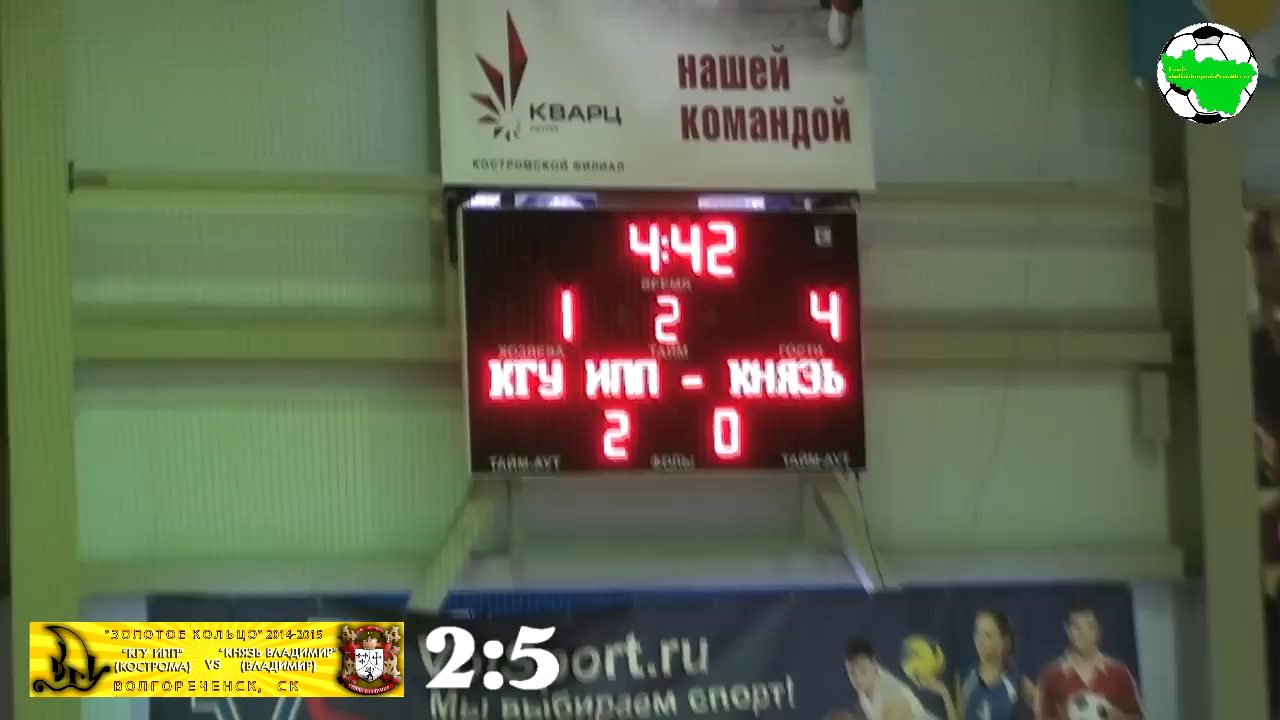 нашей
командой
КВАРЦ
КОСТРОМСКОЙ ФИЛИАЛ
4:42
ВРЕМЯ
1 2 4
ХОЗЯЕВА ТАЙМ ГОСТИ
КГУ ИПП - КНЯЗЬ
2 0
ТАЙМ-АУТ ФОЛЫ ТАЙМ-АУТ
"ЗОЛОТОЕ КОЛЬЦО" 2014-2015
"КГУ ИПП" VS "КНЯЗЬ ВЛАДИМИР"
(КОСТРОМА) (ВЛАДИМИР)
ВОЛГОРЕЧЕНСК, СК
2:5
port.ru
Мы выбираем спорт!